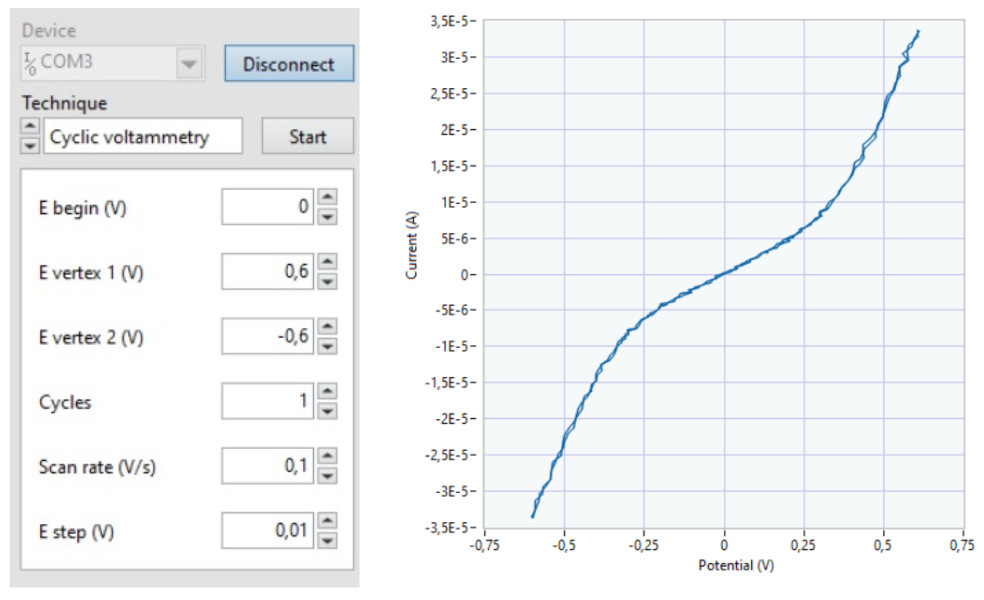 Device
I/O COM3
Disconnect
Technique
Cyclic voltammetry
Start
E begin (V)
0
E vertex 1 (V)
0,6
E vertex 2 (V)
-0,6
Cycles
1
Scan rate (V/s)
0,1
E step (V)
0,01
3,5E-5
3E-5
2,5E-5
2E-5
1,5E-5
1E-5
5E-6
0
-5E-6
-1E-5
-1,5E-5
-2E-5
-2,5E-5
-3E-5
-3,5E-5
Current (A)
-0,75 -0,5 -0,25 0 0,25 0,5 0,75
Potential (V)